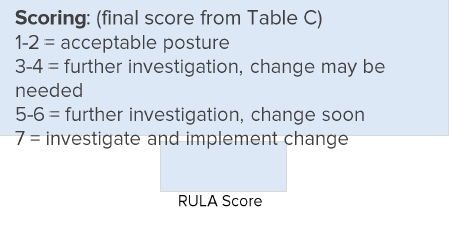 Scoring: (final score from Table C)
1-2 = acceptable posture
3-4 = further investigation, change may be
needed
5-6 = further investigation, change soon
7 = investigate and implement change
RULA Score